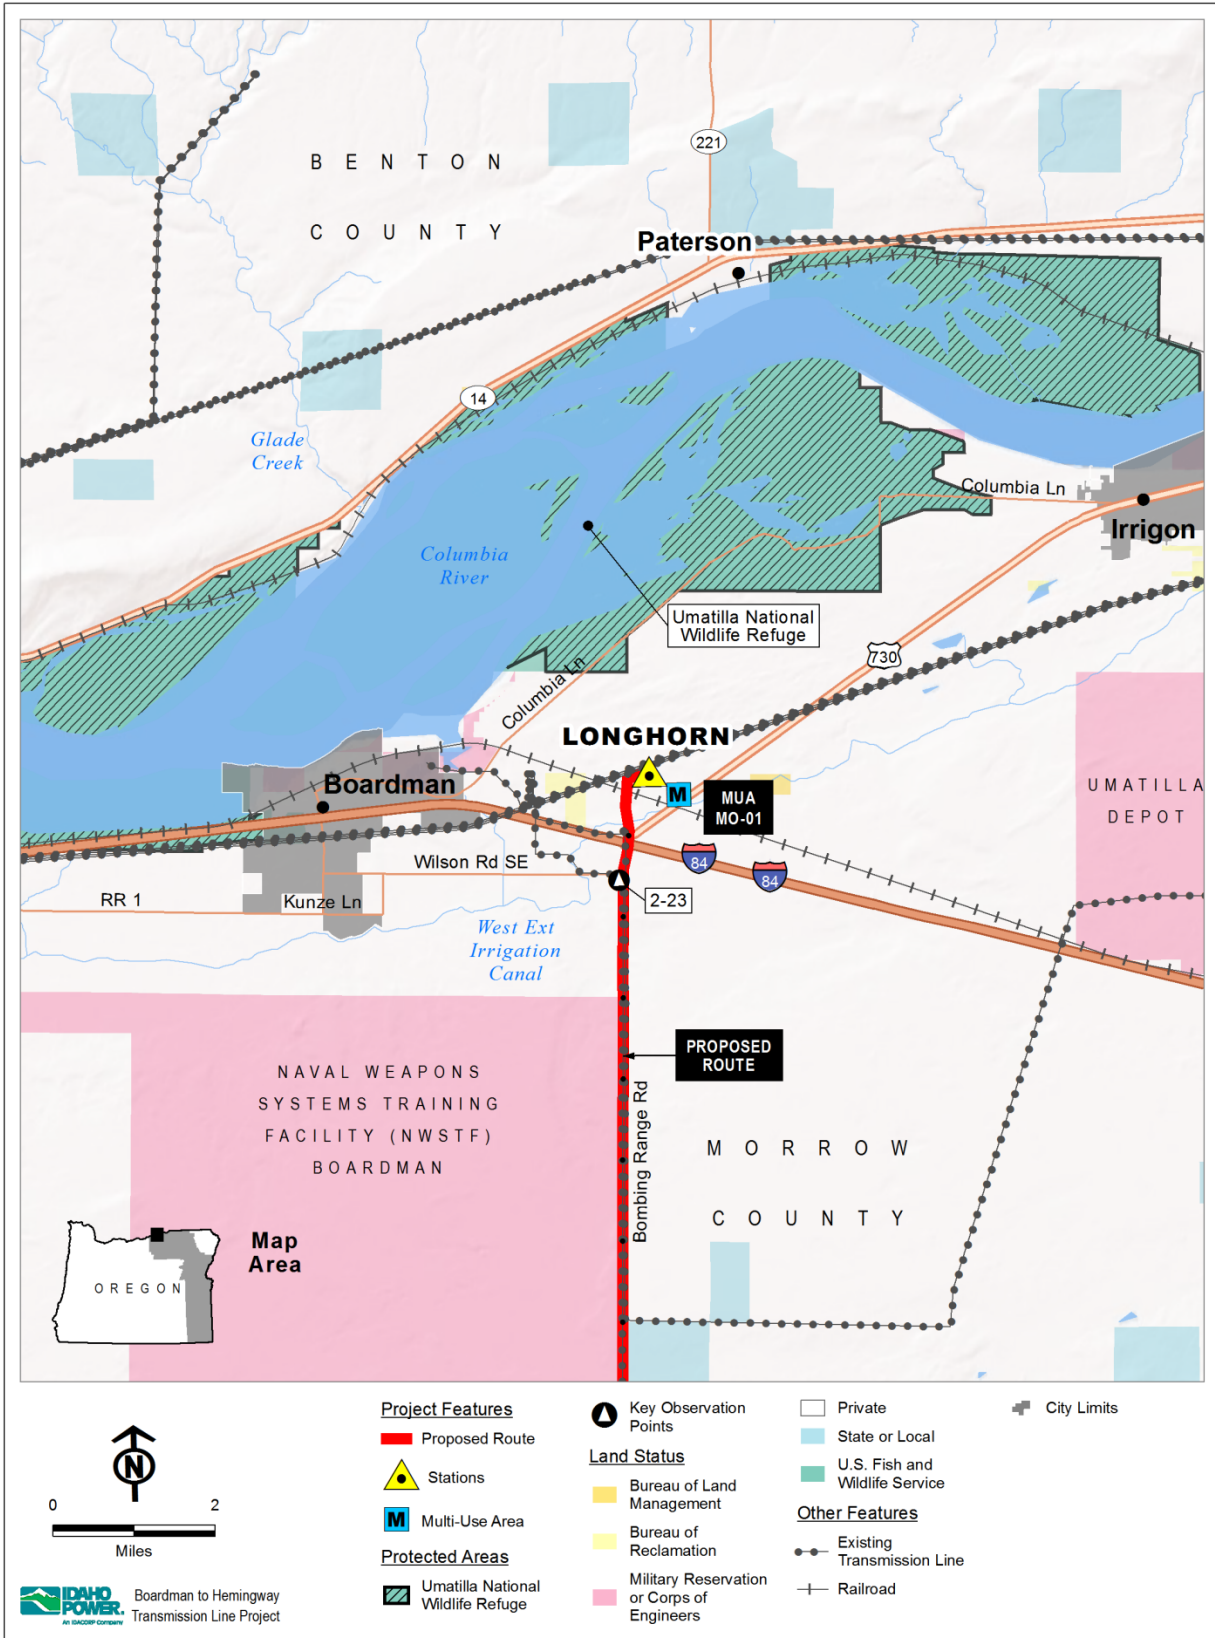 BENTON
COUNTY
221
Paterson
14
Glade
Creek
Columbia Ln
Irrigon
Columbia
River
Umatilla National
Wildlife Refuge
730
Columbia Ln
LONGHORN
Boardman
M
MUA
MO-01
UMATILLA
DEPOT
Wilson Rd SE
84
84
RR 1
Kunze Ln
2-23
West Ext
Irrigation
Canal
PROPOSED
ROUTE
NAVAL WEAPONS
SYSTEMS TRAINING
FACILITY (NWSTF)
BOARDMAN
Bombing Range Rd
MORROW
COUNTY
Map
Area
OREGON
N
0 2
Miles
IDAHO
POWER.
An IDACORP Company
Boardman to Hemingway
Transmission Line Project
Project Features
Proposed Route
Stations
M
Multi-Use Area
Protected Areas
Umatilla National
Wildlife Refuge
Key Observation
Points
Land Status
Bureau of Land
Management
Bureau of
Reclamation
Military Reservation
or Corps of
Engineers
Private
State or Local
U.S. Fish and
Wildlife Service
Other Features
Existing
Transmission Line
Railroad
City Limits